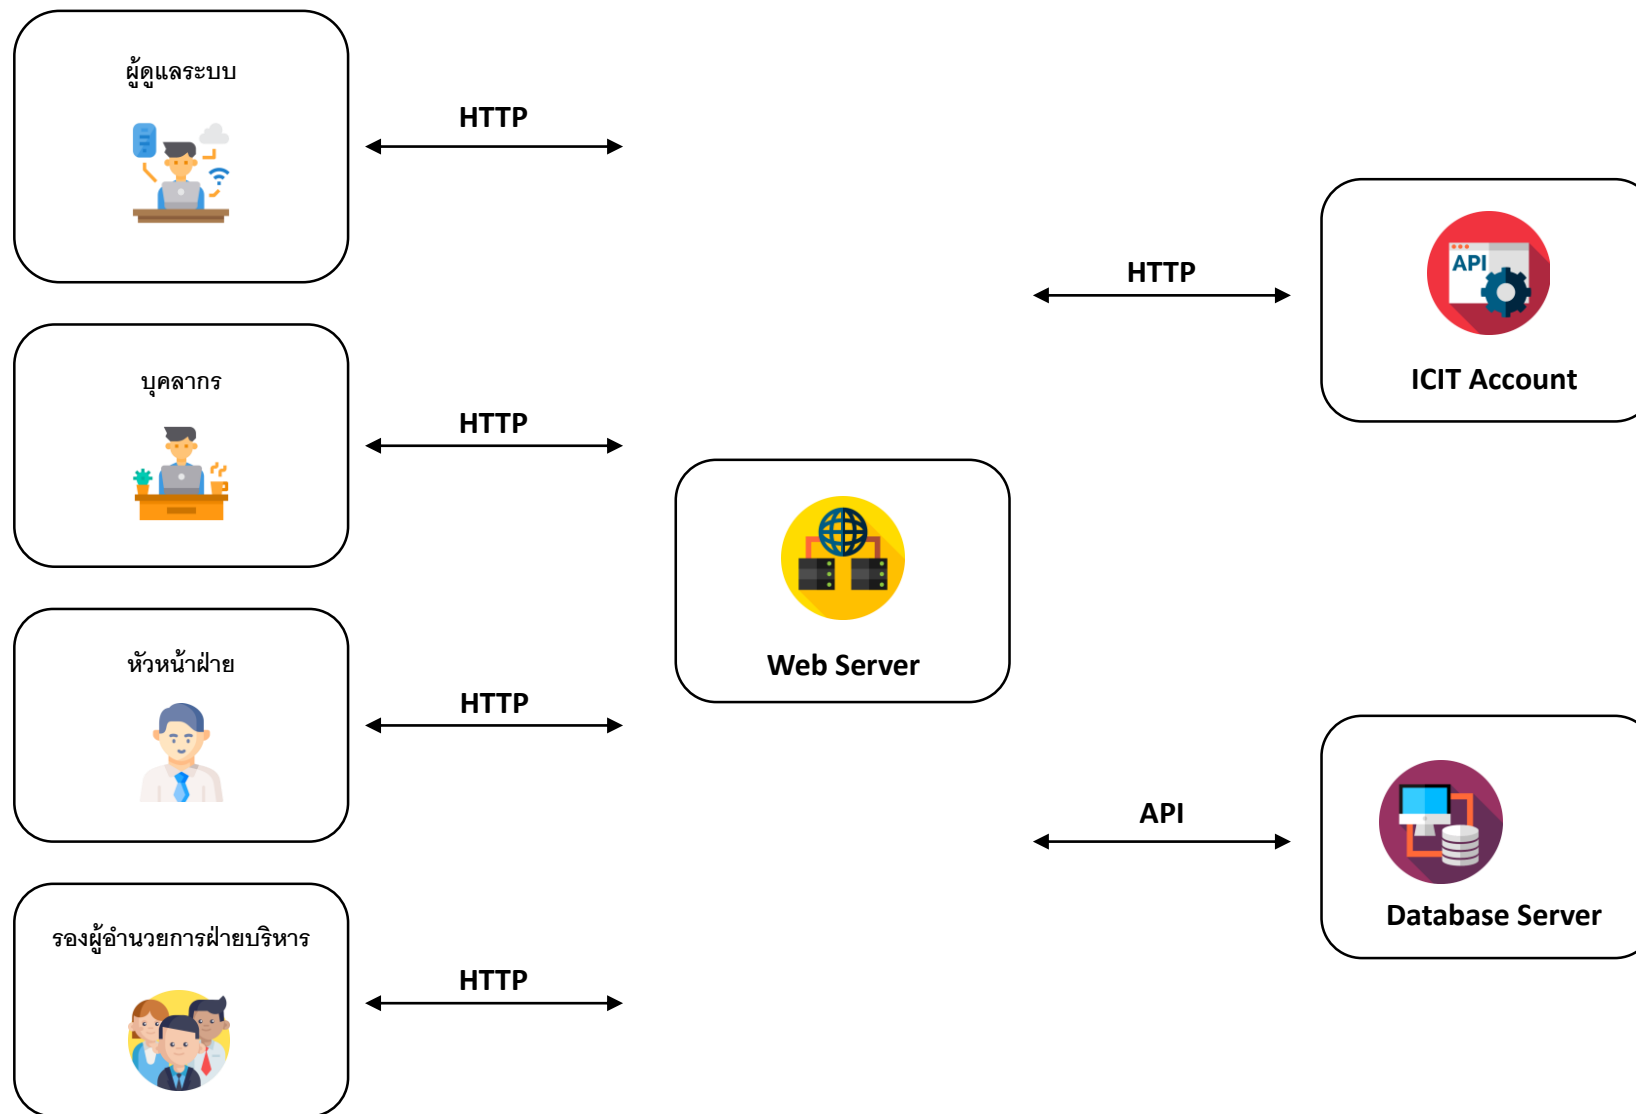 ผู้ดูแลระบบ
HTTP
บุคลากร
HTTP
หัวหน้าฝ่าย
HTTP
รองผู้อำนวยการฝ่ายบริหาร
HTTP
Web Server
HTTP
API
ICIT Account
API
Database Server